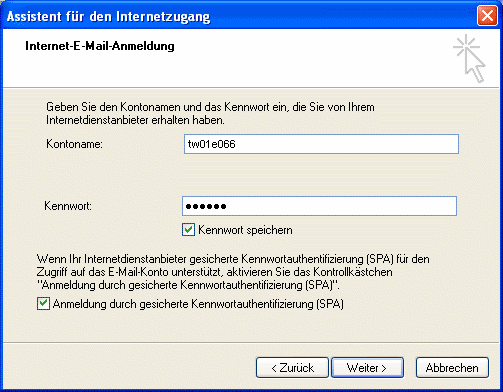 Assistent für den Internetzugang
Internet-E-Mail-Anmeldung
Geben Sie den Kontonamen und das Kennwort ein, die Sie von Ihrem
Internetdienstanbieter erhalten haben.
Kontoname: tw01e066
Kennwort: ●●●●●●
Kennwort speichern
Wenn Ihr Internetdienstanbieter gesicherte Kennwortauthentifizierung (SPA) für den
Zugriff auf das E-Mail-Konto unterstützt, aktivieren Sie das Kontrollkästchen
"Anmeldung durch gesicherte Kennwortauthentifizierung (SPA)".
Anmeldung durch gesicherte Kennwortauthentifizierung (SPA)
< Zurück Weiter > Abbrechen